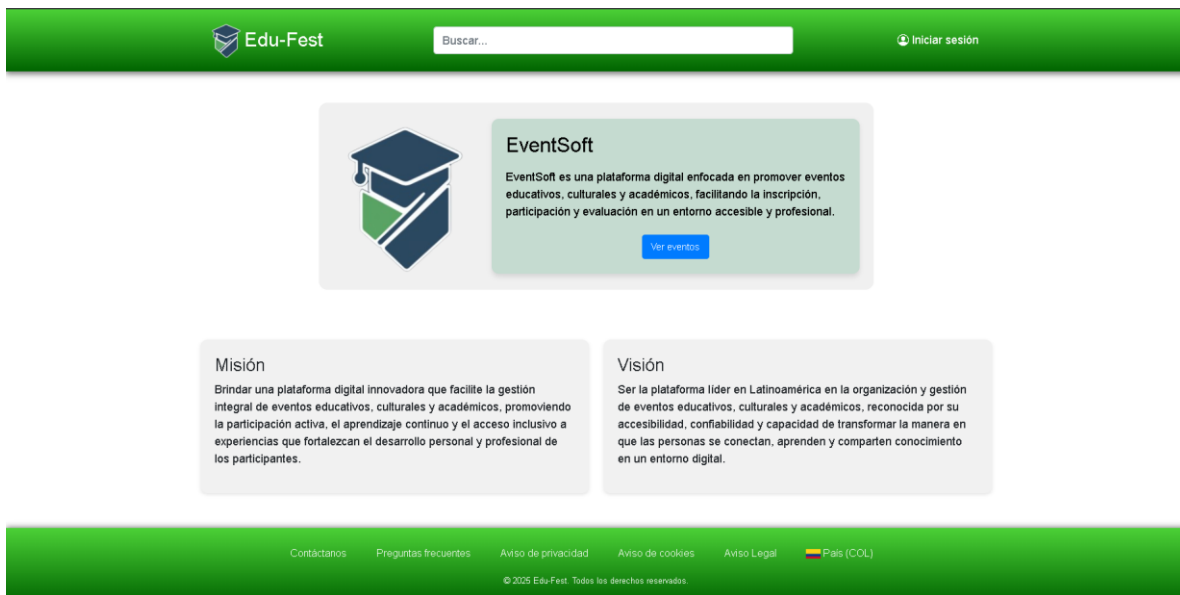 Edu-Fest
Buscar...
Iniciar sesión
EventSoft
EventSoft es una plataforma digital enfocada en promover eventos
educativos, culturales y académicos, facilitando la inscripción,
participación y evaluación en un entorno accesible y profesional.
Ver eventos
Misión
Brindar una plataforma digital innovadora que facilite la gestión
integral de eventos educativos, culturales y académicos, promoviendo
la participación activa, el aprendizaje continuo y el acceso inclusivo a
experiencias que fortalezcan el desarrollo personal y profesional de
los participantes.
Visión
Ser la plataforma líder en Latinoamérica en la organización y gestión
de eventos educativos, culturales y académicos, reconocida por su
accesibilidad, confiabilidad y capacidad de transformar la manera en
que las personas se conectan, aprenden y comparten conocimiento
en un entorno digital.
Contáctanos Preguntas frecuentes Aviso de privacidad Aviso de cookies Aviso Legal País (COL)
© 2025 Edu-Fest. Todos los derechos reservados.